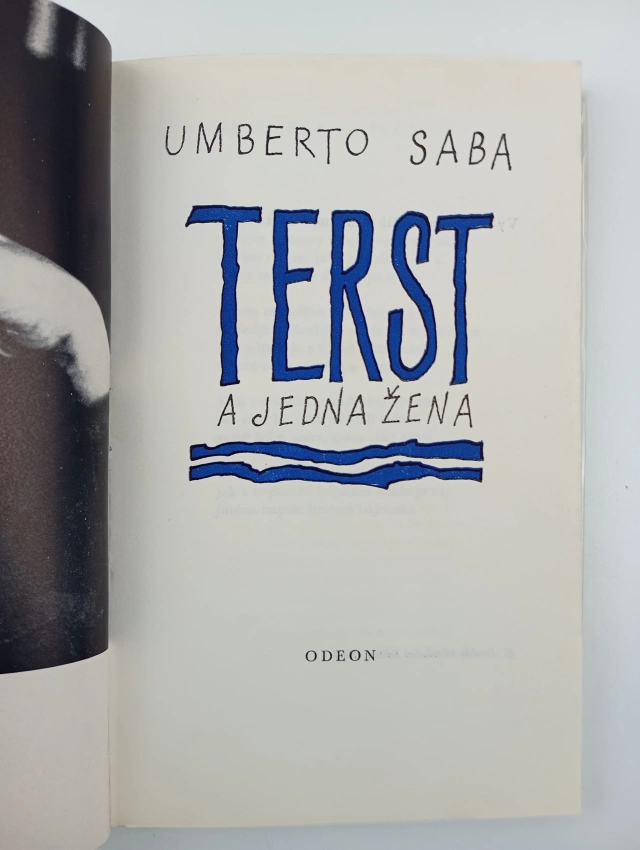 UMBERTO SABA
TERST
A JEDNA ŽENA
ODEON